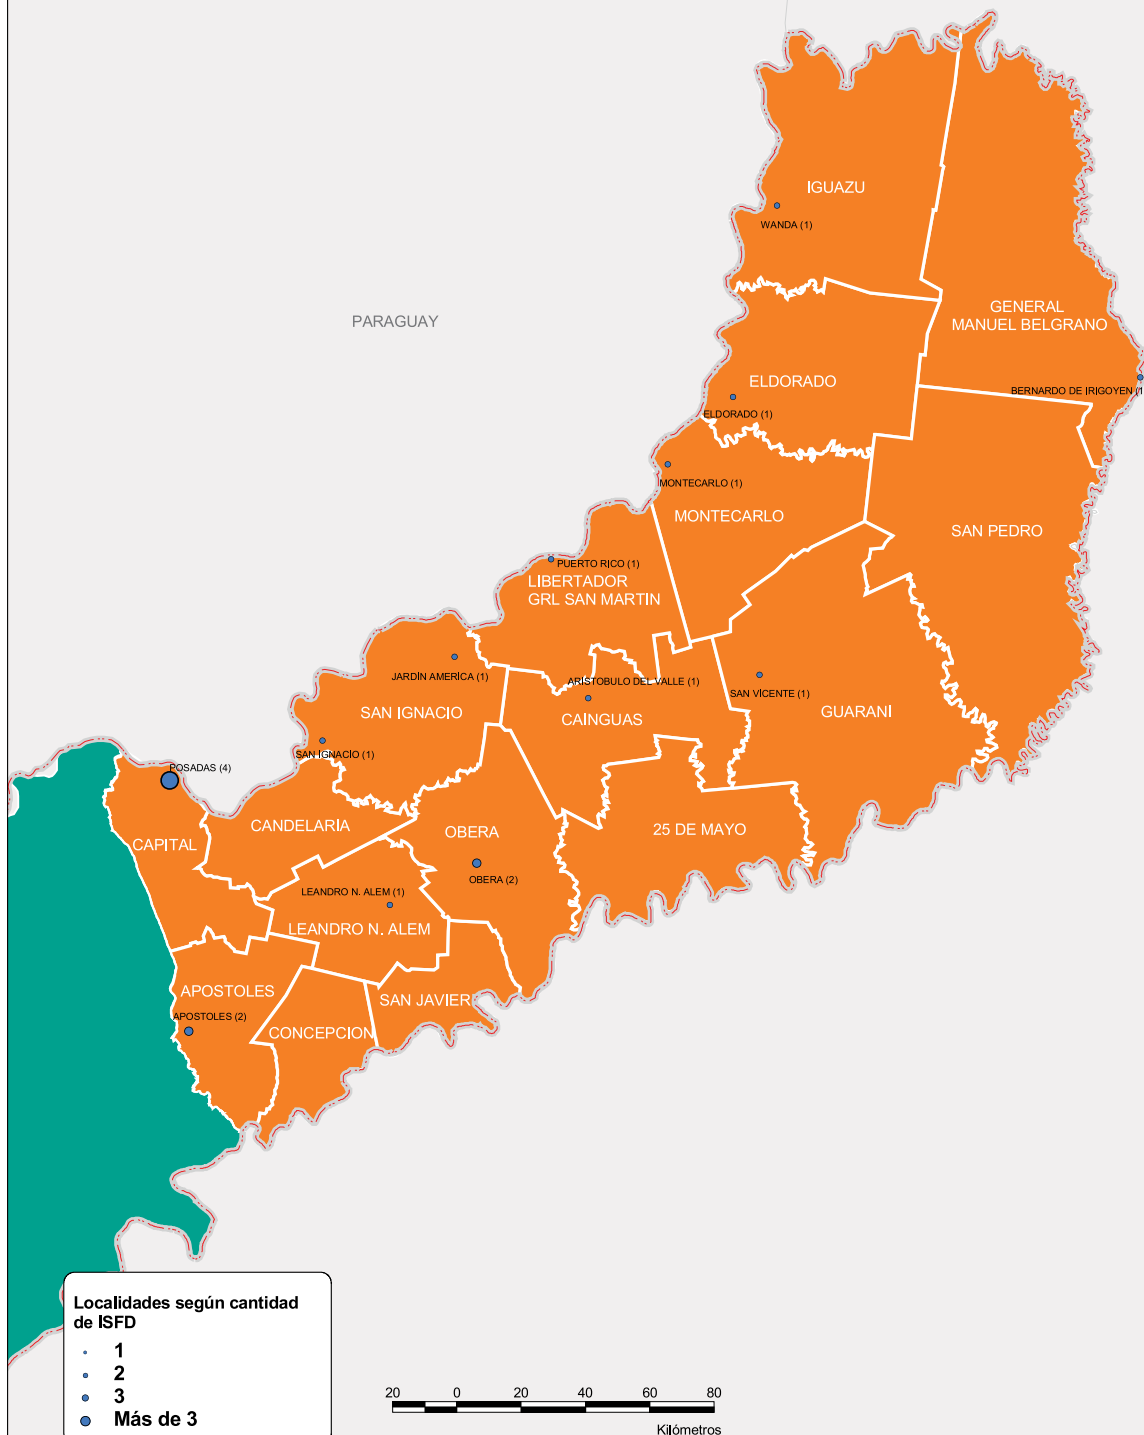 IGUAZU
WANDA (1)
PARAGUAY
GENERAL
MANUEL BELGRANO
ELDORADO
BERNARDO DE IRIGOYEN (1
ELDORADO (1)
MONTECARLO (1)
MONTECARLO
SAN PEDRO
PUERTO RICO (1)
LIBERTADOR
GRL SAN MARTIN
JARDÍN AMERÍCA (1)
ARISTOBULO DEL VALLE (1)
SAN VÍCENTE (1)
SAN IGNACIO
CAINGUAS
GUARANI
SAN IGNACÍO (1)
POSADAS (4)
CANDELARIA
OBERA
25 DE MAYO
CAPITAL
OBERA (2)
LEANDRO N. ALEM (1)
LEANDRO N. ALEM
APOSTOLES
SAN JAVIER
APOSTOLES (2)
CONCEPCION
Localidades según cantidad
de ISFD
1
2
3
Más de 3
20 0 20 40 60 80
Kilómetros